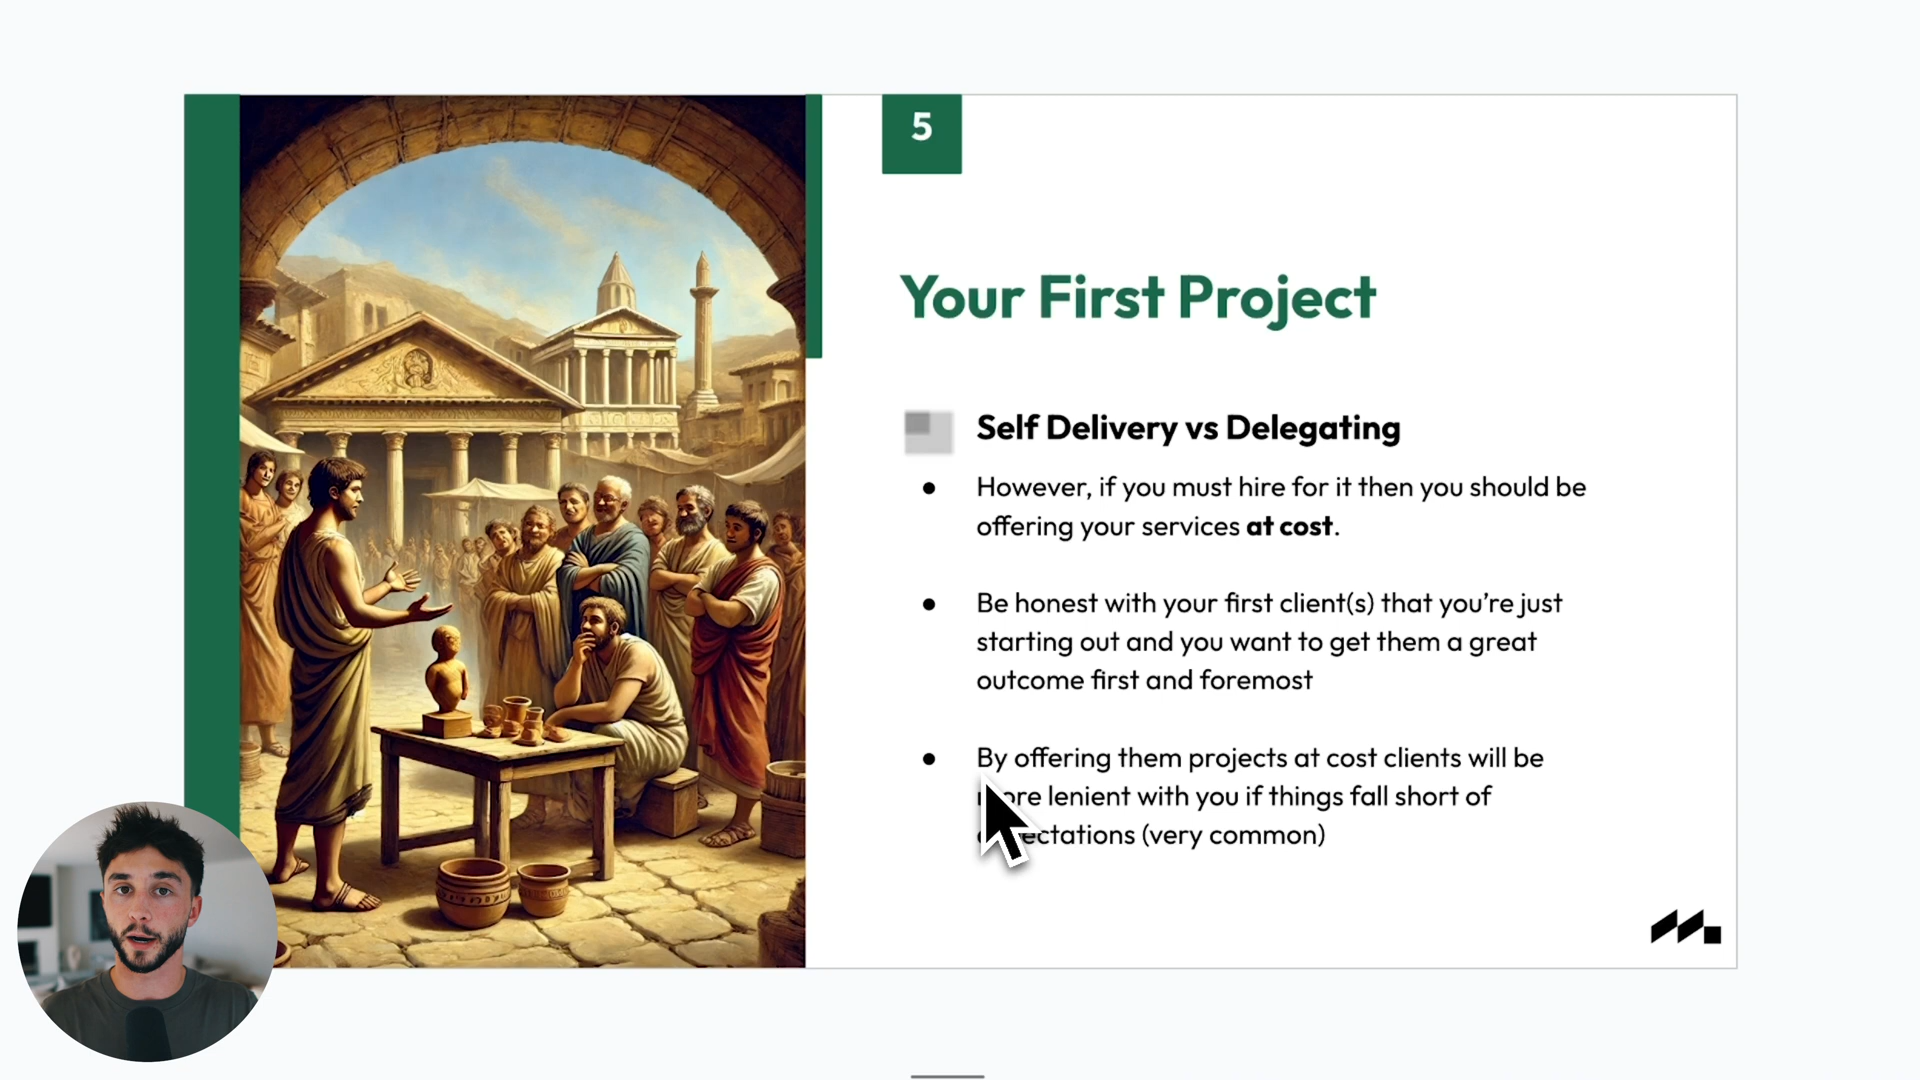 5
Your First Project
Self Delivery vs Delegating
● However, if you must hire for it then you should be
offering your services at cost.
● Be honest with your first client(s) that you're just
starting out and you want to get them a great
outcome first and foremost
● By offering them projects at cost clients will be
lenient with you if things fall short of
(very common)